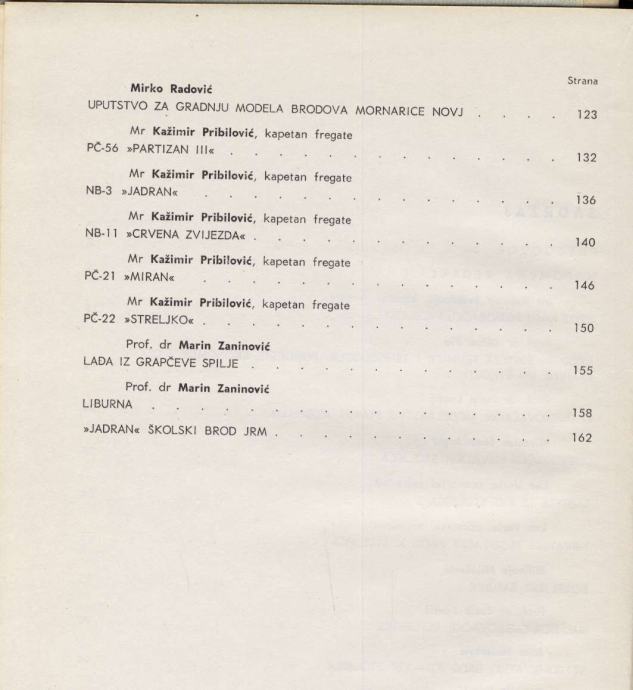 Strana
Mirko Radović
UPUTSTVO ZA GRADNJU MODELA BRODOVA MORNARICE NOVJ . . . . 123
Mr Kažimir Pribilović, kapetan fregate
PČ-56 »PARTIZAN III« . . . . . . . . . . . . . 132
Mr Kažimir Pribilović, kapetan fregate
NB-3 »JADRAN« . . . . . . . . . . . . . . 136
Mr Kažimir Pribilović, kapetan fregate
NB-11 »CRVENA ZVIJEZDA« . . . . . . . . . . . . 140
Mr Kažimir Pribilović, kapetan fregate
PČ-21 »MIRAN« . . . . . . . . . . . . . . 146
Mr Kažimir Pribilović, kapetan fregate
PČ-22 »STRELJKO« . . . . . . . . . . . . . . 150
Prof. dr Marin Zaninović
LADA IZ GRAPČEVE SPILJE . . . . . . . . . . . . 155
Prof. dr Marin Zaninović
LIBURNA . . . . . . . . . . . . . . . . 158
»JADRAN« ŠKOLSKI BROD JRM . . . . . . . . . . . 162
SADRŽAJ